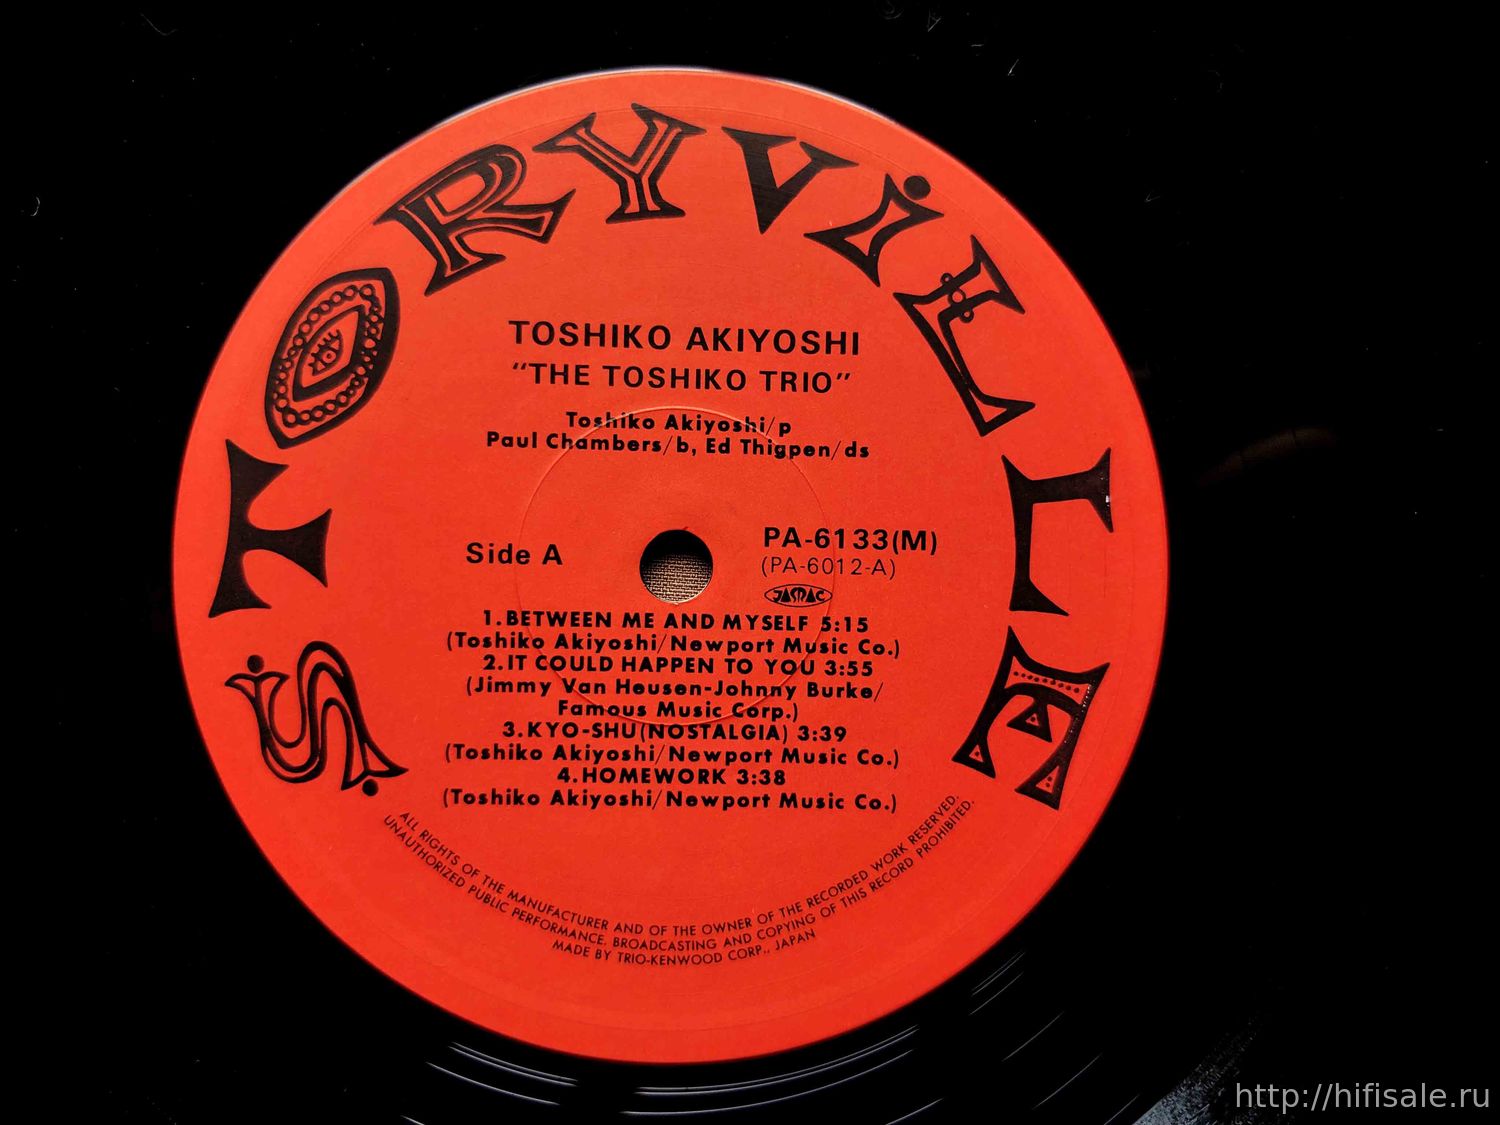 STORYVILLE
TOSHIKO AKIYOSHI
"THE TOSHIKO TRIO"
Toshiko Akiyoshi/p
Paul Chambers/b, Ed Thigpen/ds
Side A
PA-6133(M)
(PA-6012-A)
JASRAC
1.BETWEEN ME AND MYSELF 5:15
(Toshiko Akiyoshi/Newport Music Co.)
2.IT COULD HAPPEN TO YOU 3:55
(Jimmy Van Heusen-Johnny Burke/
Famous Music Corp.)
3.KYO-SHU(NOSTALGIA) 3:39
(Toshiko Akiyoshi/Newport Music Co.)
4.HOMEWORK 3:38
(Toshiko Akiyoshi/Newport Music Co.)
ALL RIGHTS OF THE MANUFACTURER AND OF THE OWNER OF THE RECORDED WORK RESERVED.
UNAUTHORIZED PUBLIC PERFORMANCE. BROADCASTING AND COPYING OF THIS RECORD PROHIBITED.
MADE BY TRIO-KENWOOD CORP., JAPAN
http://hifisale.ru